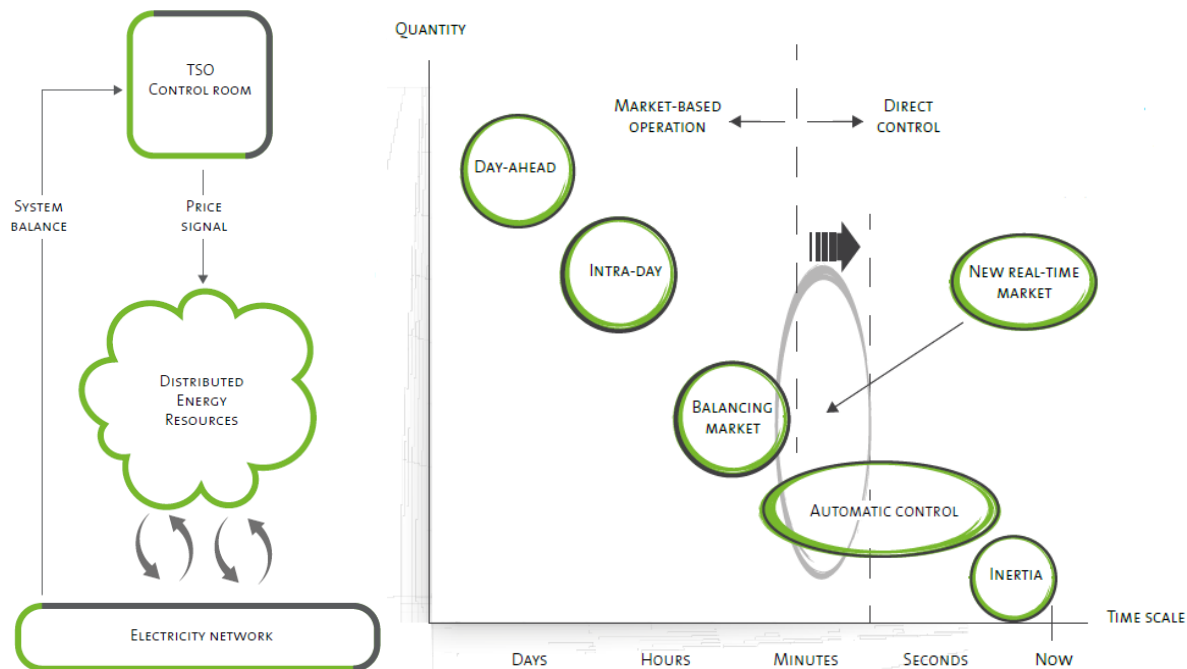 TSO
Control room
System
balance
Price
signal
Distributed
Energy
Resources
Electricity network
Quantity
Market-based
operation
Direct
control
Day-ahead
Intra-day
New real-time
market
Balancing
market
Automatic control
Inertia
Time scale
Days
Hours
Minutes
Seconds
Now